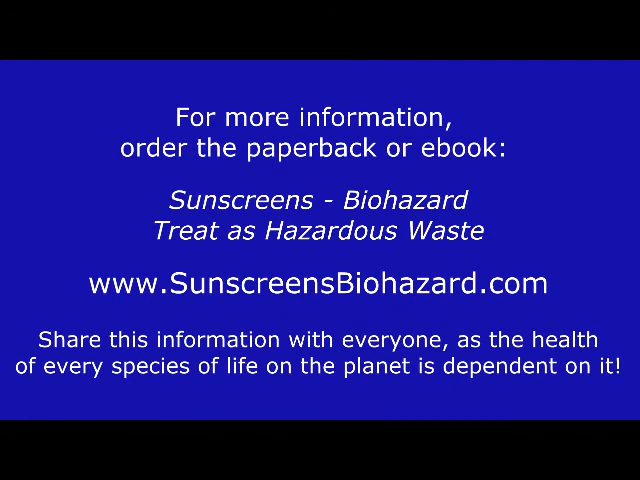 For more information,
order the paperback or ebook:
Sunscreens - Biohazard
Treat as Hazardous Waste
www.SunscreensBiohazard.com
Share this information with everyone, as the health
of every species of life on the planet is dependent on it!